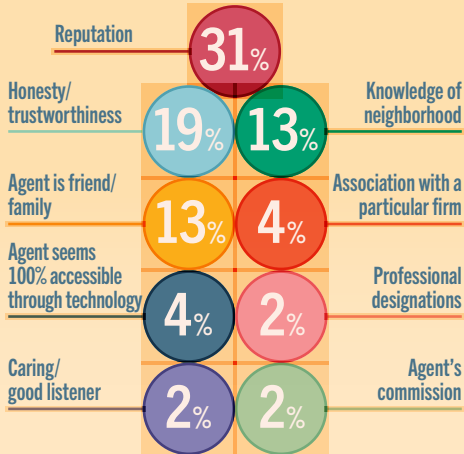 Reputation
31%
Honesty/
trustworthiness
19%
13%
Knowledge of
neighborhood
Agent is friend/
family
13%
4%
Association with a
particular firm
Agent seems
100% accessible
through technology
4%
2%
Professional
designations
Caring/
good listener
2%
2%
Agent's
commission